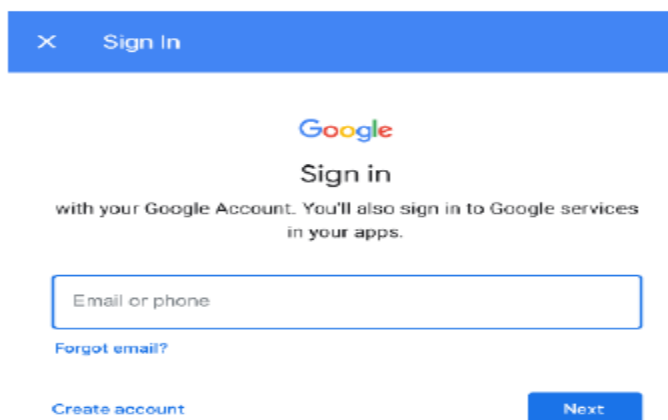 × Sign In
Google
Sign in
with your Google Account. You'll also sign in to Google services
in your apps.
Email or phone
Forgot email?
Create account Next